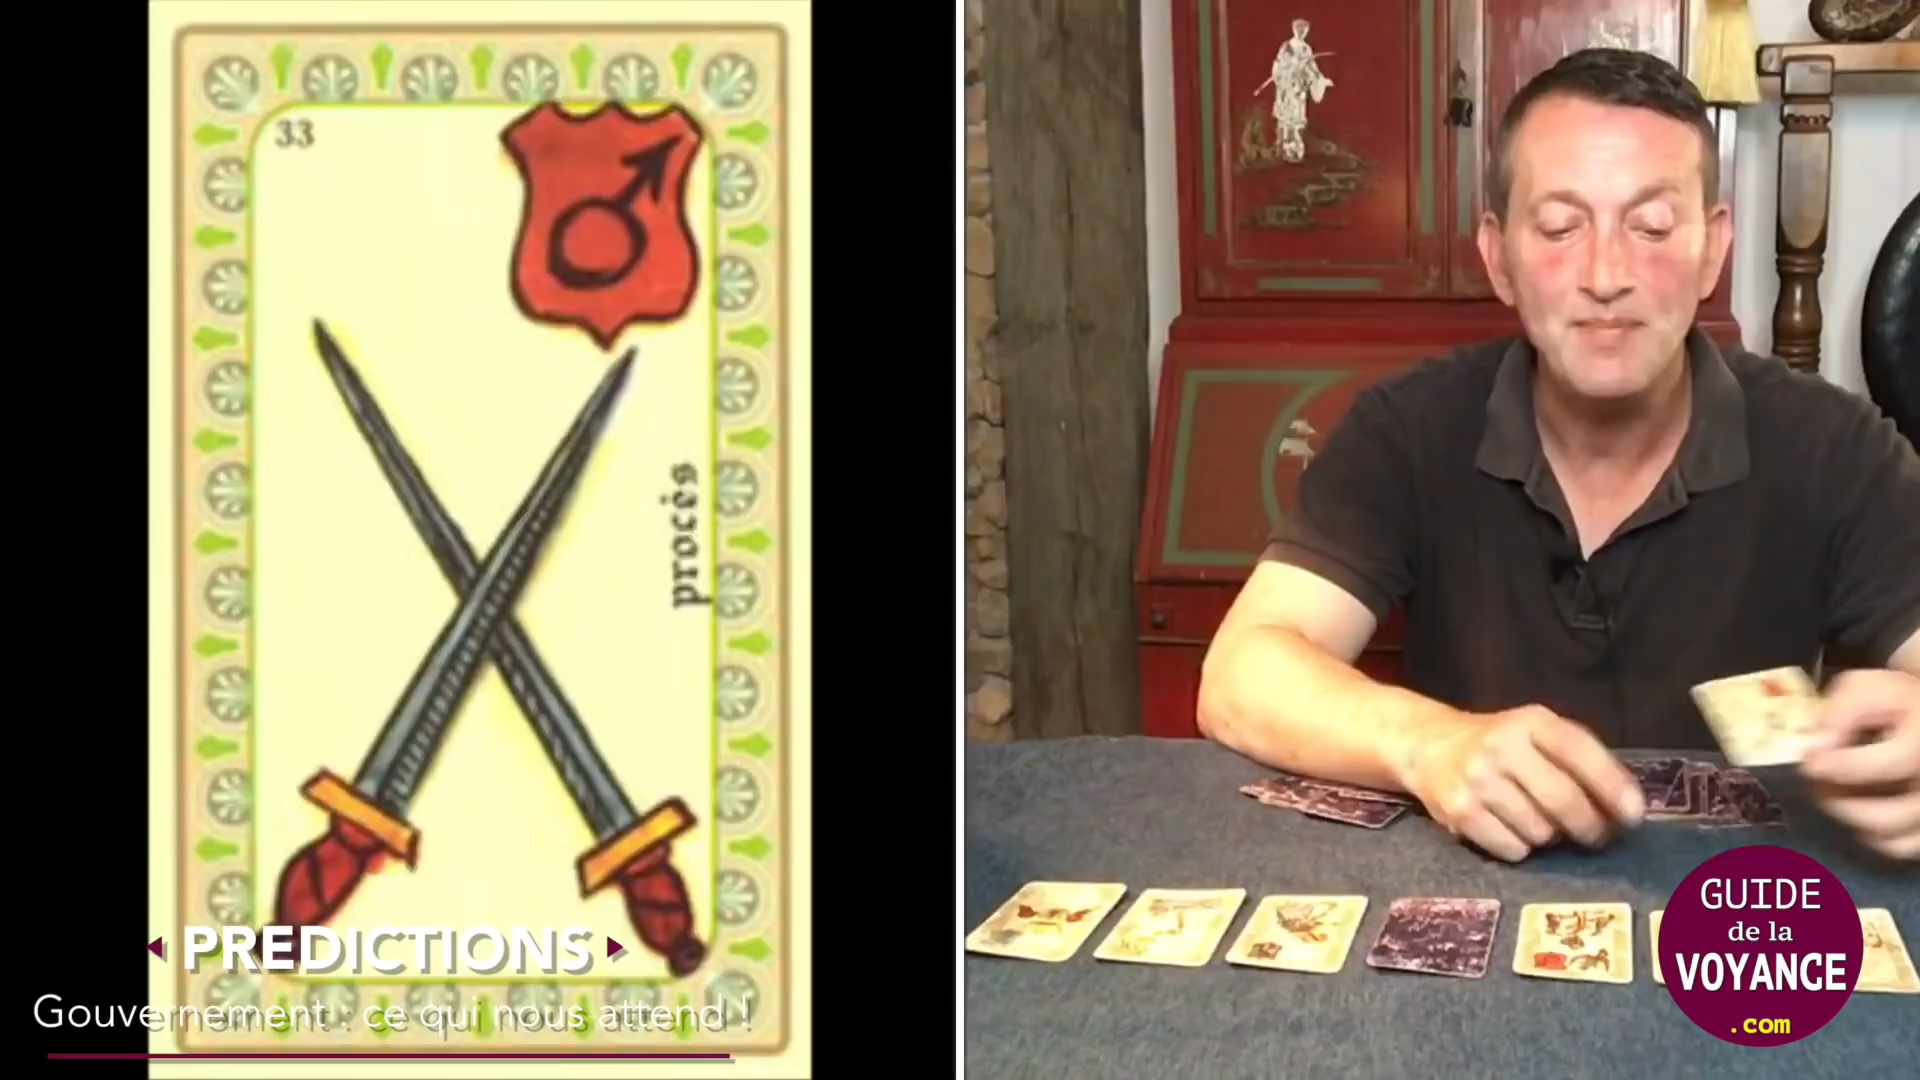 33
procès
PREDICTIONS
Gouvernement : ce qui nous attend !
GUIDE
de la
VOYANCE
.com